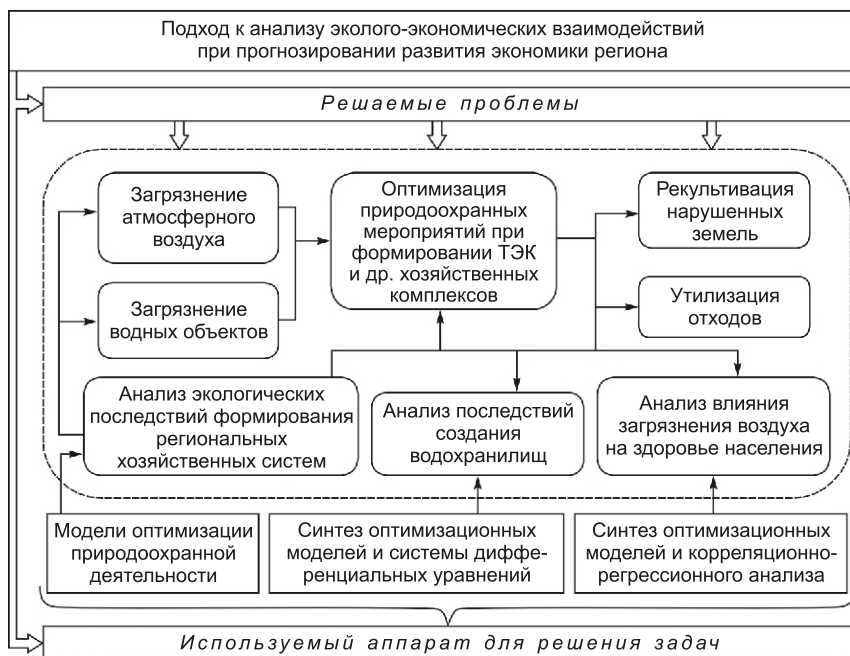 Подход к анализу эколого-экономических взаимодействий
при прогнозировании развития экономики региона
Решаемые проблемы
Загрязнение
атмосферного
воздуха
Оптимизация
природоохранных
мероприятий при
формировании ТЭК
и др. хозяйственных
комплексов
Рекультивация
нарушенных
земель
Загрязнение
водных объектов
Утилизация
отходов
Анализ экологических
последствий формирования
региональных
хозяйственных систем
Анализ последствий
создания
водохранилищ
Анализ влияния
загрязнения воздуха
на здоровье населения
Модели оптимизации
природоохранной
деятельности
Синтез оптимизационных
моделей и системы диффе-
ренциальных уравнений
Синтез оптимизационных
моделей и корреляционно-
регрессионного анализа
Используемый аппарат для решения задач